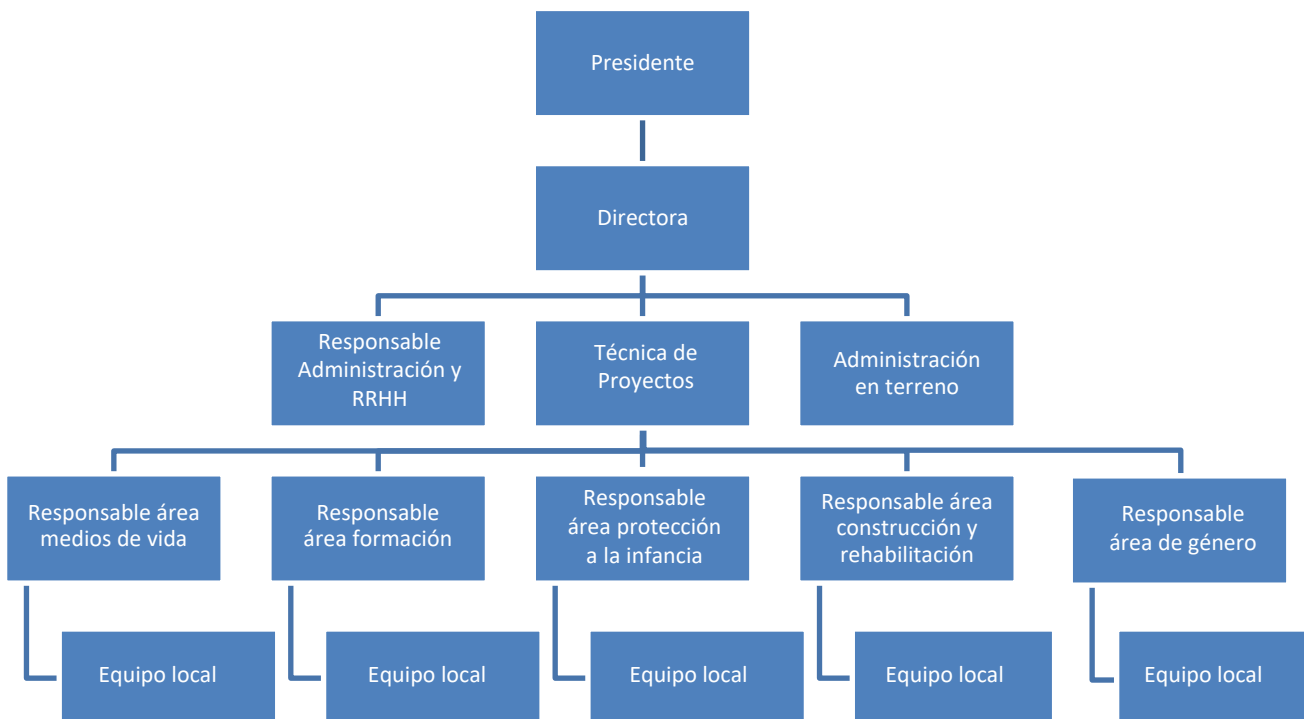 Presidente
Directora
Responsable
Administración y
RRHH
Técnica de
Proyectos
Administración
en terreno
Responsable área
medios de vida
Responsable
área formación
Responsable
área protección
a la infancia
Responsable área
construcción y
rehabilitación
Responsable
área de género
Equipo local
Equipo local
Equipo local
Equipo local
Equipo local